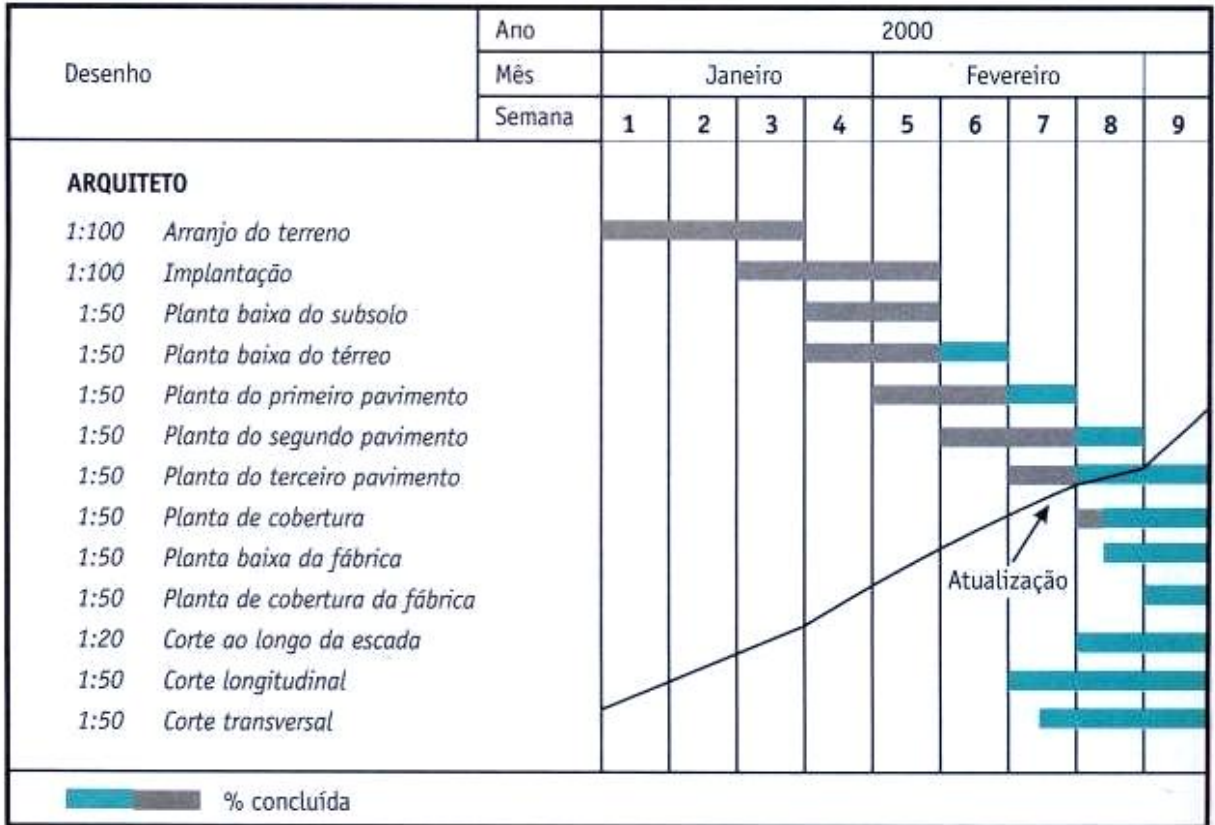 Desenho
Ano 2000
Mês Janeiro Fevereiro
Semana 1 2 3 4 5 6 7 8 9
ARQUITETO
1:100 Arranjo do terreno
1:100 Implantação
1:50 Planta baixa do subsolo
1:50 Planta baixa do térreo
1:50 Planta do primeiro pavimento
1:50 Planta do segundo pavimento
1:50 Planta do terceiro pavimento
1:50 Planta de cobertura
1:50 Planta baixa da fábrica
Atualização
1:50 Planta de cobertura da fábrica
1:20 Corte ao longo da escada
1:50 Corte longitudinal
1:50 Corte transversal
% concluída